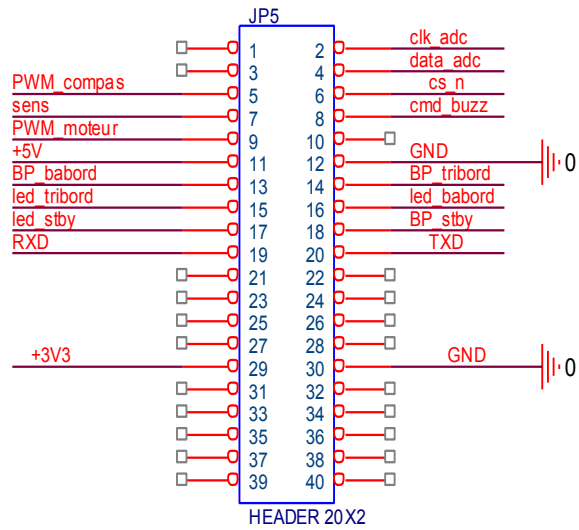 JP5
1 2 clk_adc
3 4 data_adc
PWM_compas 5 6 cs_n
sens 7 8 cmd_buzz
PWM_moteur 9 10
+5V 11 12 GND 0
BP_babord 13 14 BP_tribord
led_tribord 15 16 led_babord
led_stby 17 18 BP_stby
RXD 19 20 TXD
21 22
23 24
25 26
27 28
+3V3 29 30 GND 0
31 32
33 34
35 36
37 38
39 40
HEADER 20X2